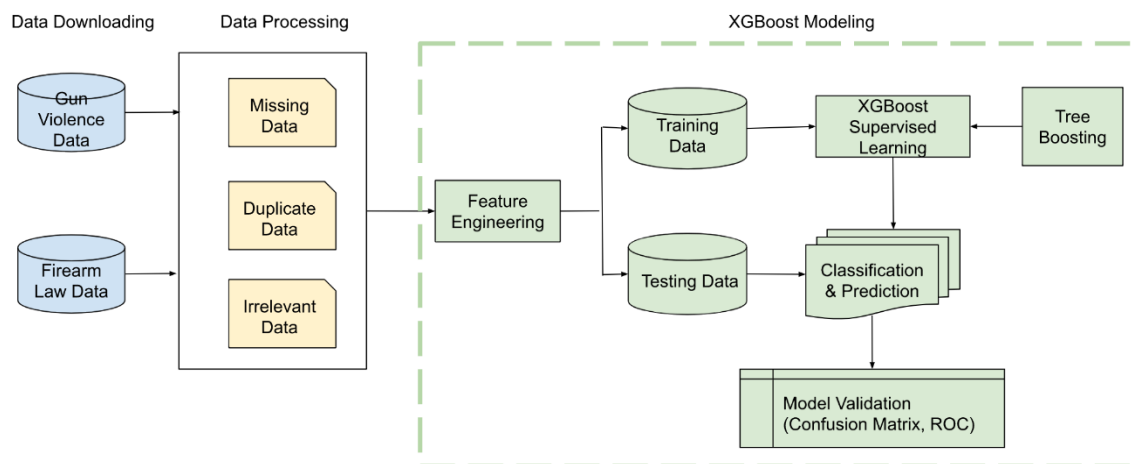 Data Downloading
Data Processing
XGBoost Modeling
Gun
Violence
Data
Firearm
Law Data
Missing
Data
Duplicate
Data
Irrelevant
Data
Feature
Engineering
Training
Data
Testing Data
XGBoost
Supervised
Learning
Tree
Boosting
Classification
& Prediction
Model Validation
(Confusion Matrix, ROC)